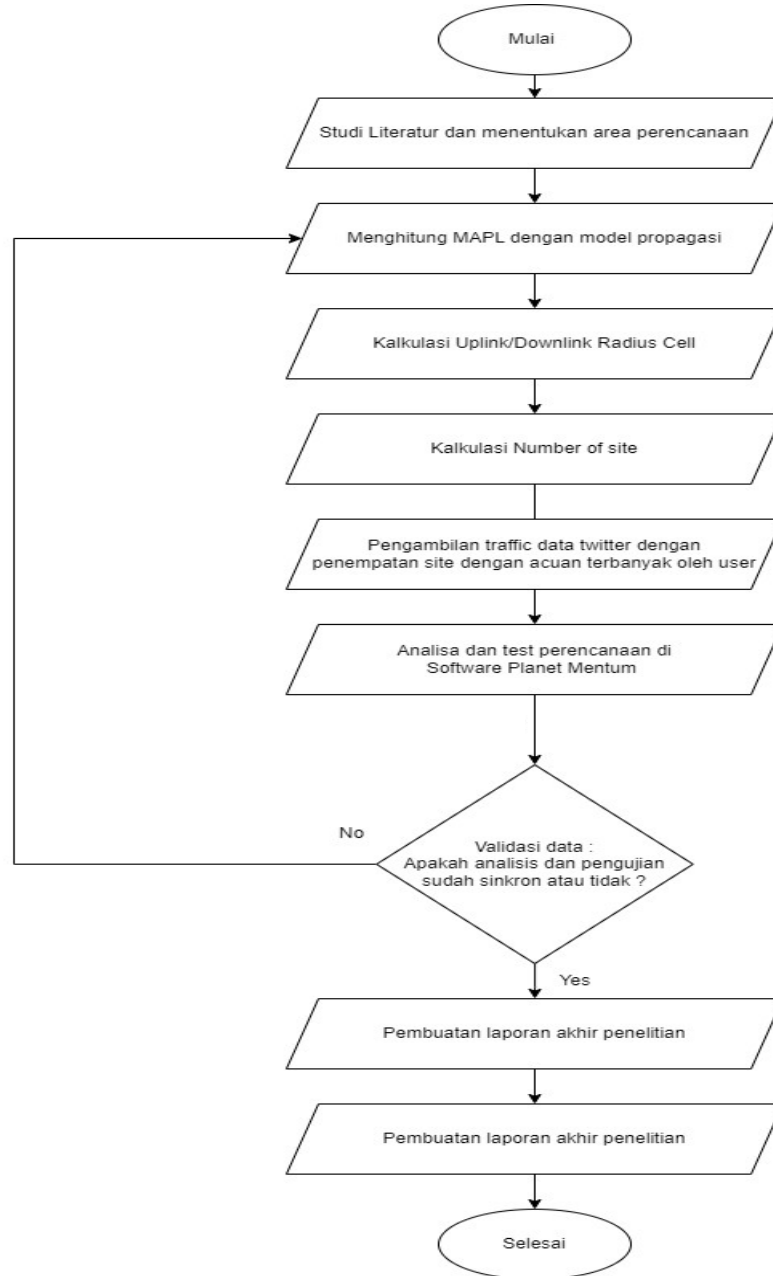 Mulai
Studi Literatur dan menentukan area perencanaan
Menghitung MAPL dengan model propagasi
Kalkulasi Uplink/Downlink Radius Cell
Kalkulasi Number of site
Pengambilan traffic data twitter dengan
penempatan site dengan acuan terbanyak oleh user
Analisa dan test perencanaan di
Software Planet Mentum
No
Validasi data :
Apakah analisis dan pengujian
sudah sinkron atau tidak ?
Yes
Pembuatan laporan akhir penelitian
Pembuatan laporan akhir penelitian
Selesai